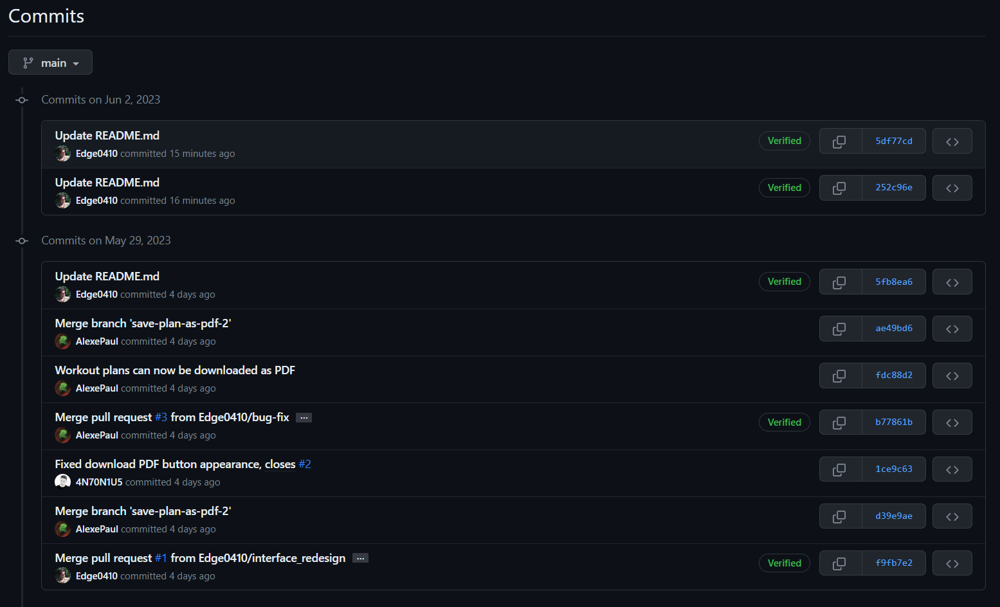 Commits
main
Commits on Jun 2, 2023
Update README.md
Verified
5df77cd
Edge0410 committed 15 minutes ago
Update README.md
Verified
252c96e
Edge0410 committed 16 minutes ago
Commits on May 29, 2023
Update README.md
Verified
5fb8ea6
Edge0410 committed 4 days ago
Merge branch 'save-plan-as-pdf-2'
ae49bd6
AlexePaul committed 4 days ago
Workout plans can now be downloaded as PDF
fdc88d2
AlexePaul committed 4 days ago
Merge pull request #3 from Edge0410/bug-fix ...
Verified
b77861b
AlexePaul committed 4 days ago
Fixed download PDF button appearance, closes #2
1ce9c63
4N70N1U5 committed 4 days ago
Merge branch 'save-plan-as-pdf-2'
d39e9ae
AlexePaul committed 4 days ago
Merge pull request #1 from Edge0410/interface_redesign ...
Verified
f9fb7e2
Edge0410 committed 4 days ago